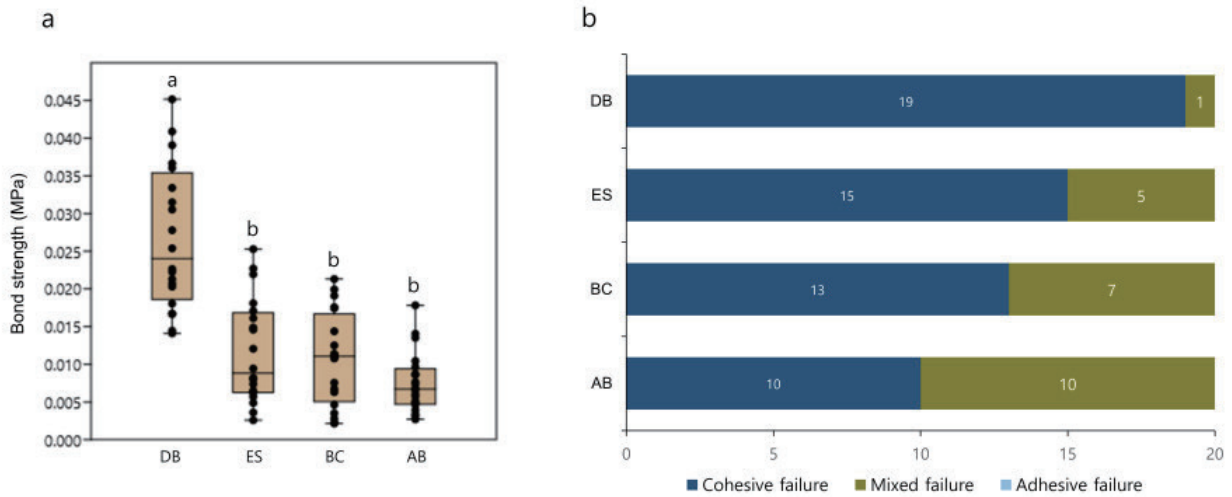 a
Bond strength (MPa)
0.045
0.040
0.035
0.030
0.025
0.020
0.015
0.010
0.005
0.000
a
b
b
b
DB ES BC AB
b
DB 19 1
ES 15 5
BC 13 7
AB 10 10
0 5 10 15 20
Cohesive failure Mixed failure Adhesive failure